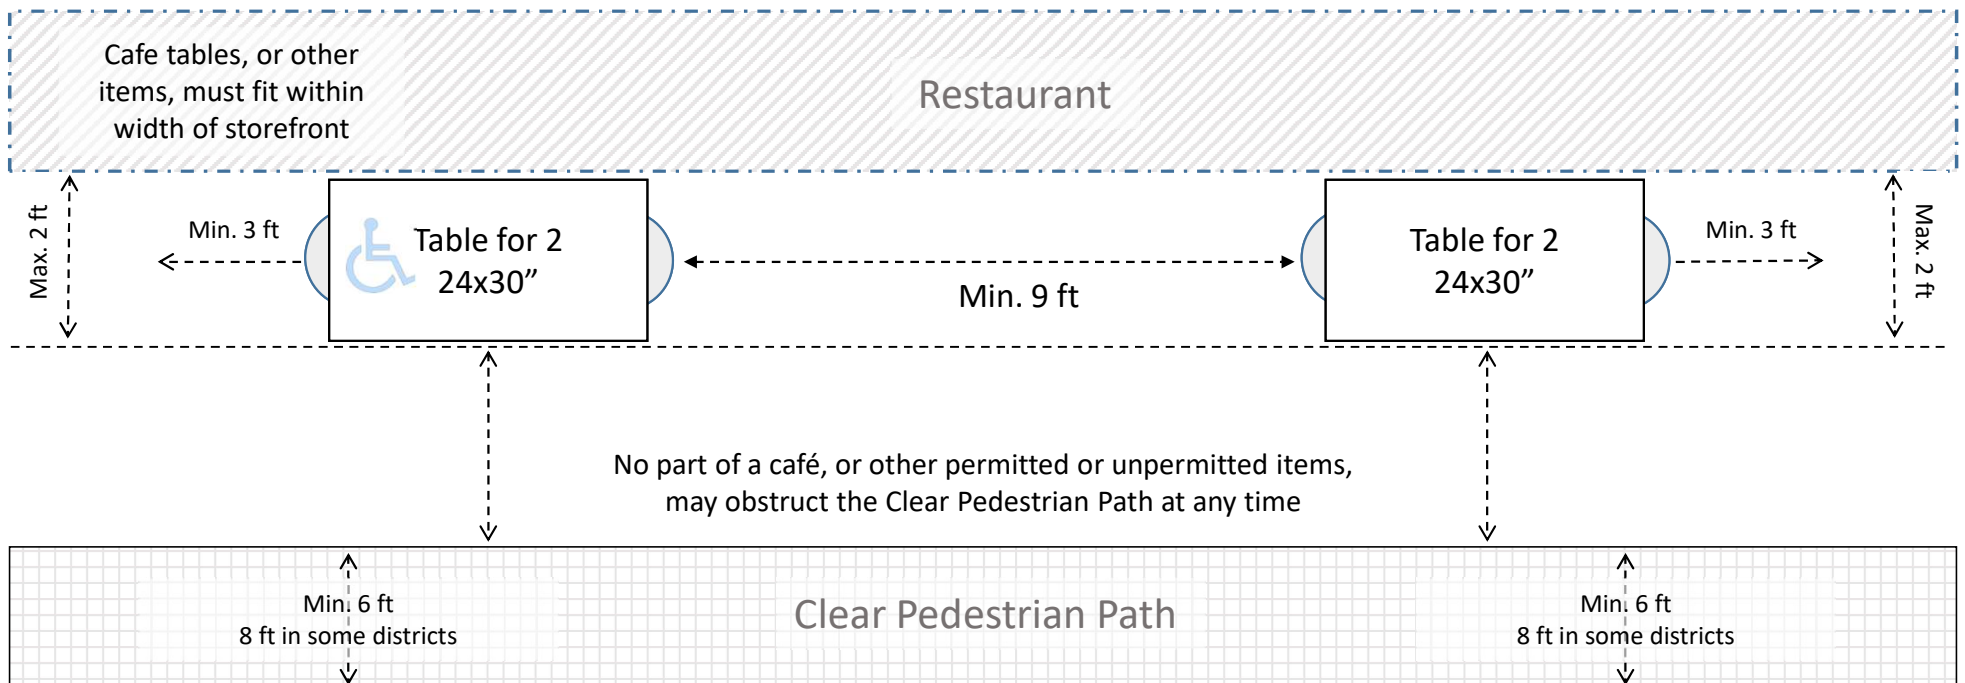 Cafe tables, or other
items, must fit within
width of storefront
Restaurant
Max. 2 ft
Min. 3 ft
Table for 2
24x30”
Min. 9 ft
Table for 2
24x30”
Min. 3 ft
Max. 2 ft
No part of a café, or other permitted or unpermitted items,
may obstruct the Clear Pedestrian Path at any time
Min. 6 ft
8 ft in some districts
Clear Pedestrian Path
Min. 6 ft
8 ft in some districts